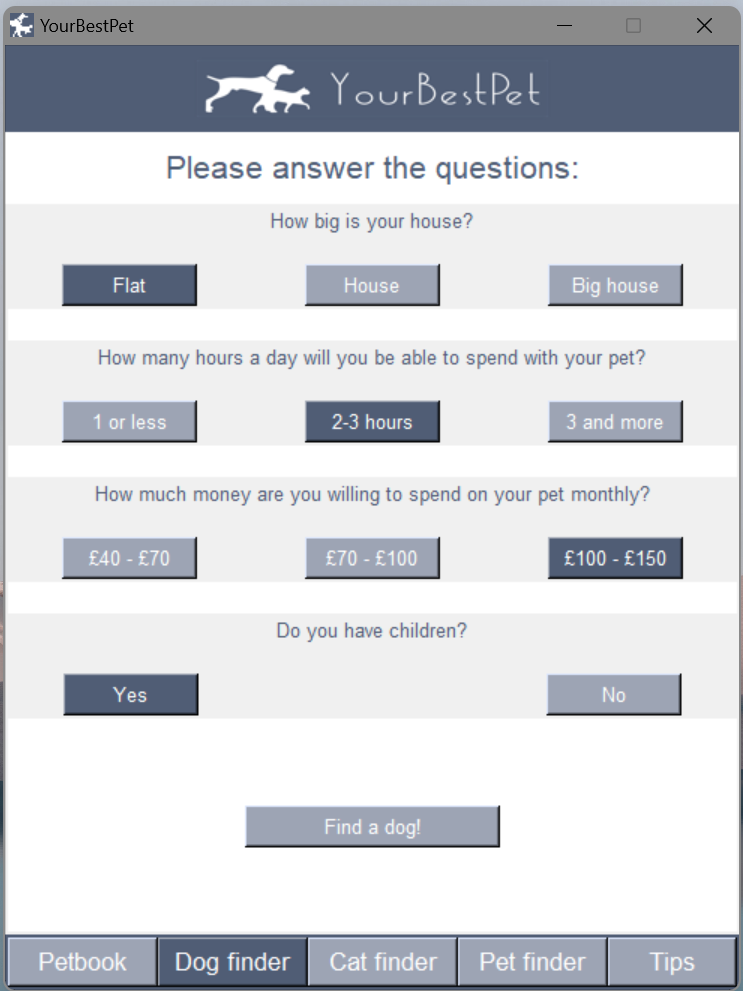 YourBestPet
YourBestPet
Please answer the questions:
How big is your house?
Flat House Big house
How many hours a day will you be able to spend with your pet?
1 or less 2-3 hours 3 and more
How much money are you willing to spend on your pet monthly?
£40 - £70 £70 - £100 £100 - £150
Do you have children?
Yes No
Find a dog!
Petbook Dog finder Cat finder Pet finder Tips